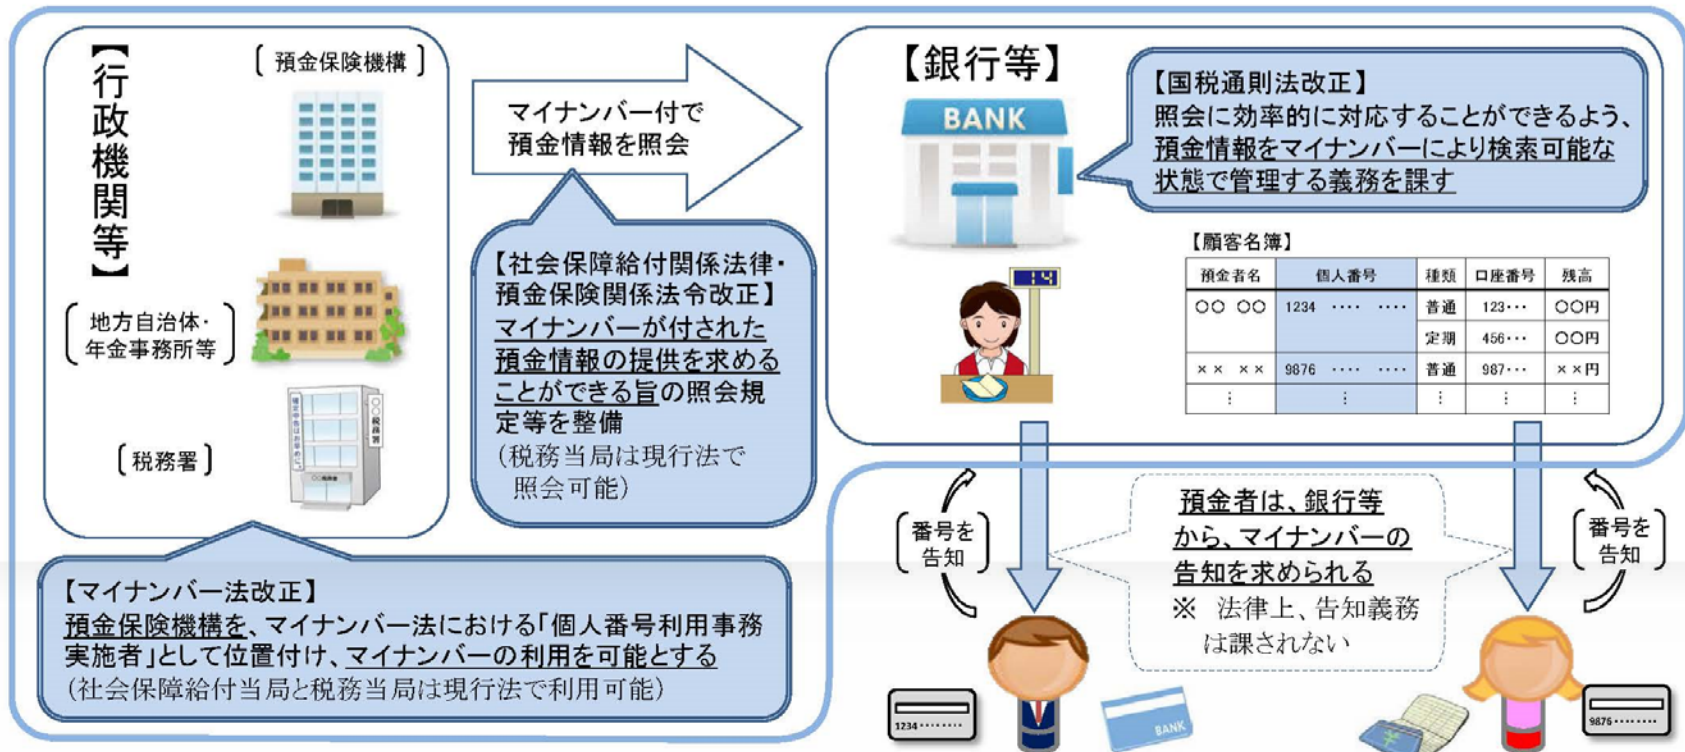 【行政機関等】
〔預金保険機構〕
〔地方自治体・
年金事務所等〕
〔税務署〕
〇〇税務署
マイナンバー付で
預金情報を照会
【社会保障給付関係法律・
預金保険関係法令改正】
マイナンバーが付された
預金情報の提供を求める
ことができる旨の照会規
定等を整備
（税務当局は現行法で
照会可能）
【マイナンバー法改正】
預金保険機構を、マイナンバー法における「個人番号利用事務
実施者」として位置付け、マイナンバーの利用を可能とする
（社会保障給付当局と税務当局は現行法で利用可能）
【銀行等】
BANK
14
【国税通則法改正】
照会に効率的に対応することができるよう、
預金情報をマイナンバーにより検索可能な
状態で管理する義務を課す
【顧客名簿】
預金者名 個人番号 種類 口座番号 残高
〇〇 〇〇 1234 ‥‥ ‥‥ 普通 123… 〇〇円
定期 456… 〇〇円
×× ×× 9876 ‥‥ ‥‥ 普通 987… ××円
⋮ ⋮ ⋮ ⋮ ⋮
〔番号を
告知〕
預金者は、銀行等
から、マイナンバーの
告知を求められる
※ 法律上、告知義務
は課されない
〔番号を
告知〕
1234‥‥‥‥
BANK
¥
9876‥‥‥‥